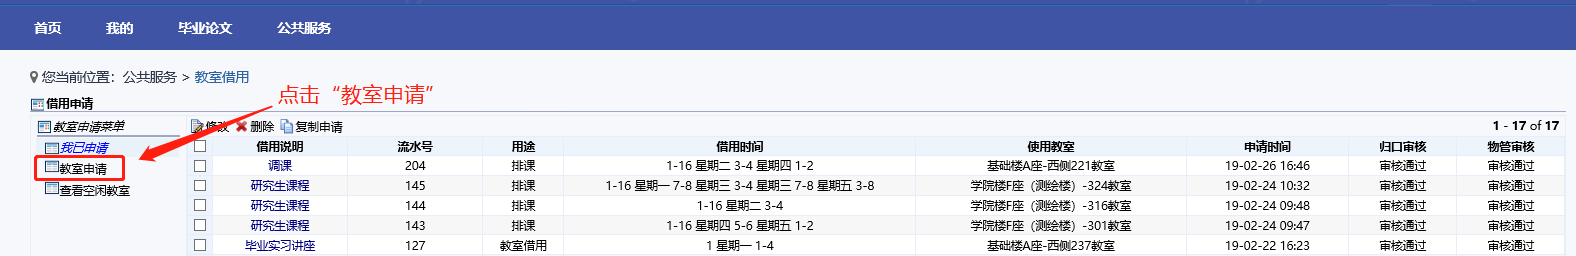 首页 我的 毕业论文 公共服务
您当前位置：公共服务 > 教室借用
点击“教室申请”
借用申请
教室申请菜单
我已申请
教室申请
查看空闲教室
修改 删除 复制申请 1 - 17 of 17
借用说明 流水号 用途 借用时间 使用教室 申请时间 归口审核 物管审核
调课 204 排课 1-16 星期二 3-4 星期四 1-2 基础楼A座-西侧221教室 19-02-26 16:46 审核通过 审核通过
研究生课程 145 排课 1-16 星期一 7-8 星期三 3-4 星期三 7-8 星期五 3-8 学院楼F座（测绘楼）-324教室 19-02-24 10:32 审核通过 审核通过
研究生课程 144 排课 1-16 星期二 3-4 学院楼F座（测绘楼）-316教室 19-02-24 09:48 审核通过 审核通过
研究生课程 143 排课 1-16 星期四 5-6 星期五 1-2 学院楼F座（测绘楼）-301教室 19-02-24 09:47 审核通过 审核通过
毕业实习讲座 127 教室借用 1 星期一 1-4 基础楼A座-西侧237教室 19-02-22 16:23 审核通过 审核通过